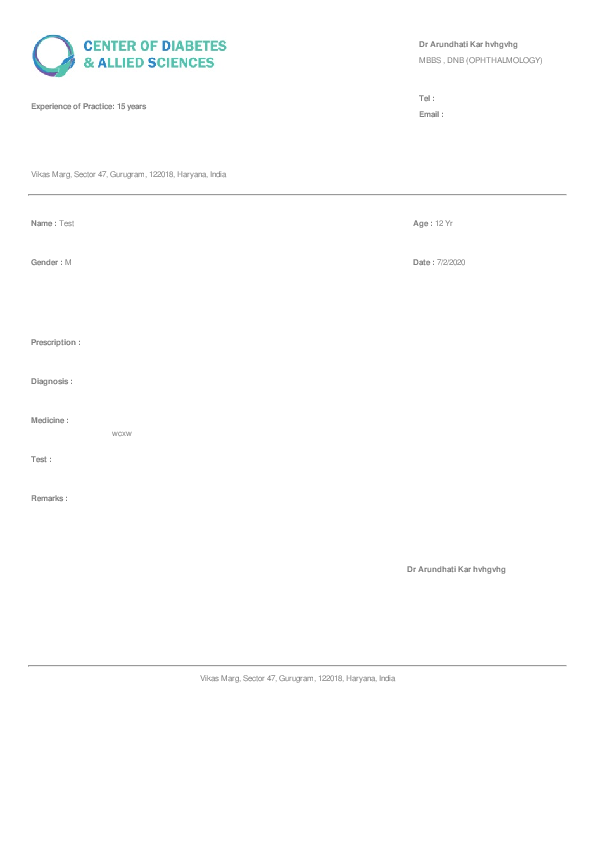 CENTER OF DIABETES
& ALLIED SCIENCES
Dr Arundhati Kar hvhgvhg
MBBS , DNB (OPHTHALMOLOGY)
Experience of Practice: 15 years
Tel :
Email :
Vikas Marg, Sector 47, Gurugram, 122018, Haryana, India
Name : Test
Age : 12 Yr
Gender : M
Date : 7/2/2020
Prescription :
Diagnosis :
Medicine :
wcxw
Test :
Remarks :
Dr Arundhati Kar hvhgvhg
Vikas Marg, Sector 47, Gurugram, 122018, Haryana, India